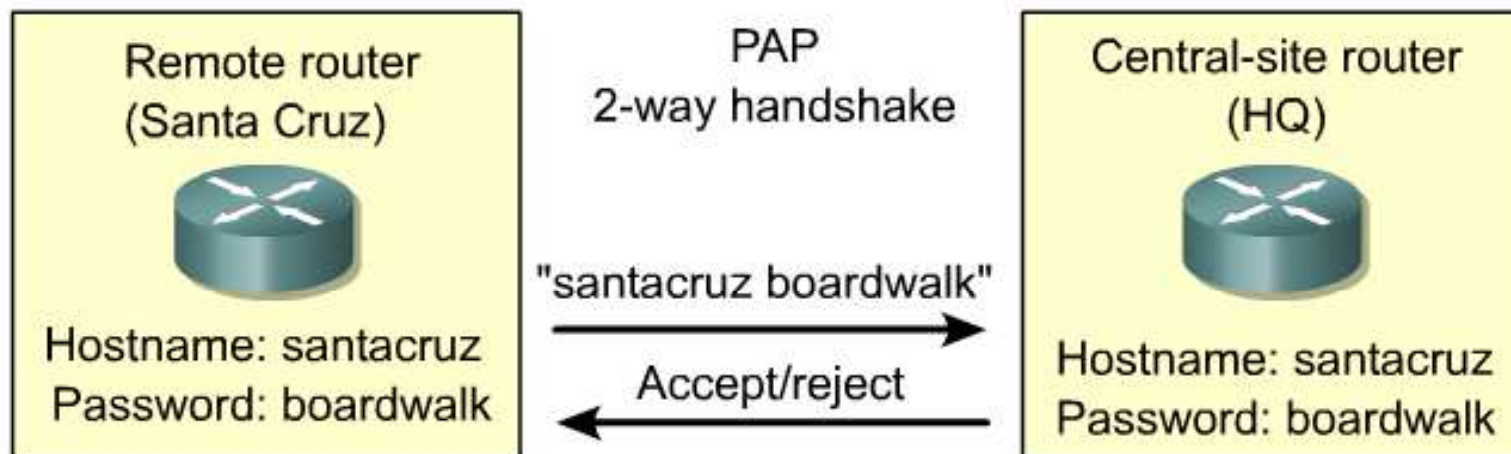 Remote router
(Santa Cruz)
Hostname: santacruz
Password: boardwalk
PAP
2-way handshake
"santacruz boardwalk"
Accept/reject
Central-site router
(HQ)
Hostname: santacruz
Password: boardwalk